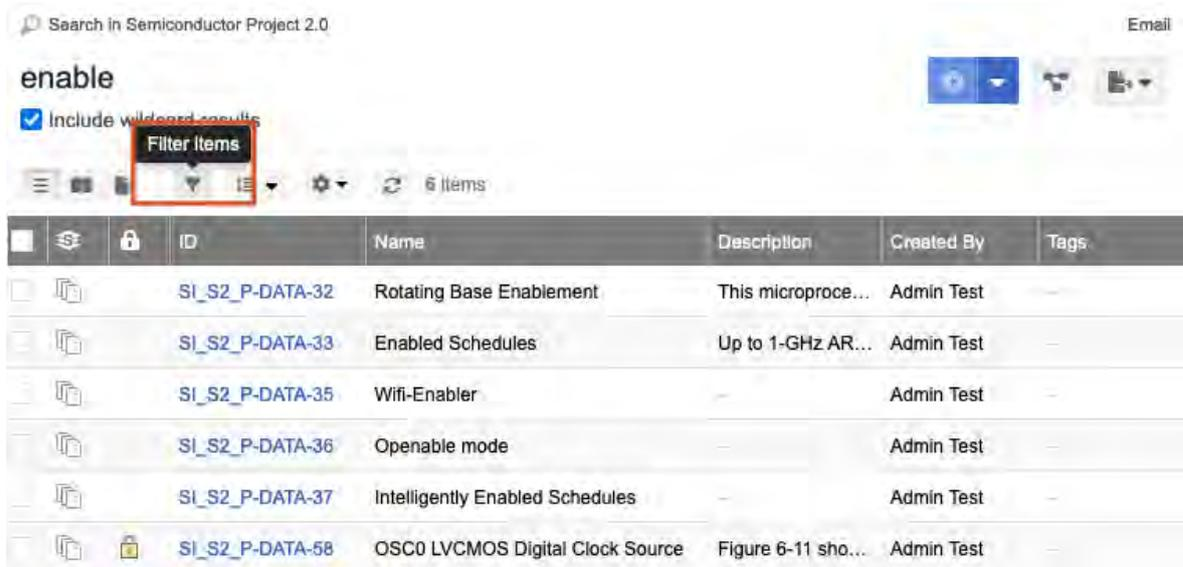 Search in Semiconductor Project 2.0 Email
enable
Include wildcard results
Filter Items
6 Items
ID Name Description Created By Tags
SI_S2_P-DATA-32 Rotating Base Enablement This microproce... Admin Test
SI_S2_P-DATA-33 Enabled Schedules Up to 1-GHz AR... Admin Test
SI_S2_P-DATA-35 Wifi-Enabler Admin Test
SI_S2_P-DATA-36 Openable mode Admin Test
SI_S2_P-DATA-37 Intelligently Enabled Schedules Admin Test
SI_S2_P-DATA-58 OSC0 LVCMOS Digital Clock Source Figure 6-11 sho... Admin Test